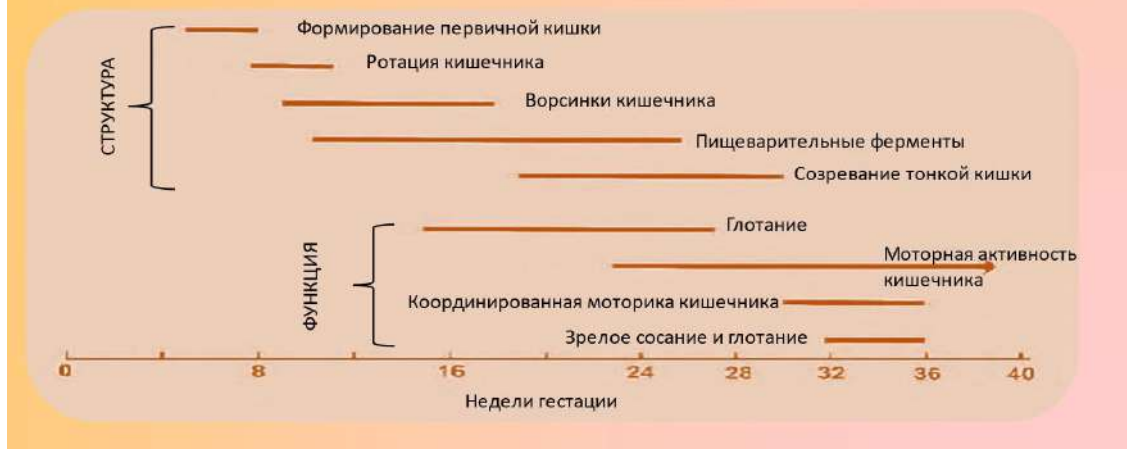 Формирование первичной кишки
Ротация кишечника
Ворсинки кишечника
Пищеварительные ферменты
Созревание тонкой кишки
СТРУКТУРА
Глотание
Моторная активность
кишечника
Координированная моторика кишечника
Зрелое сосание и глотание
ФУНКЦИЯ
0 8 16 24 28 32 36 40
Недели гестации